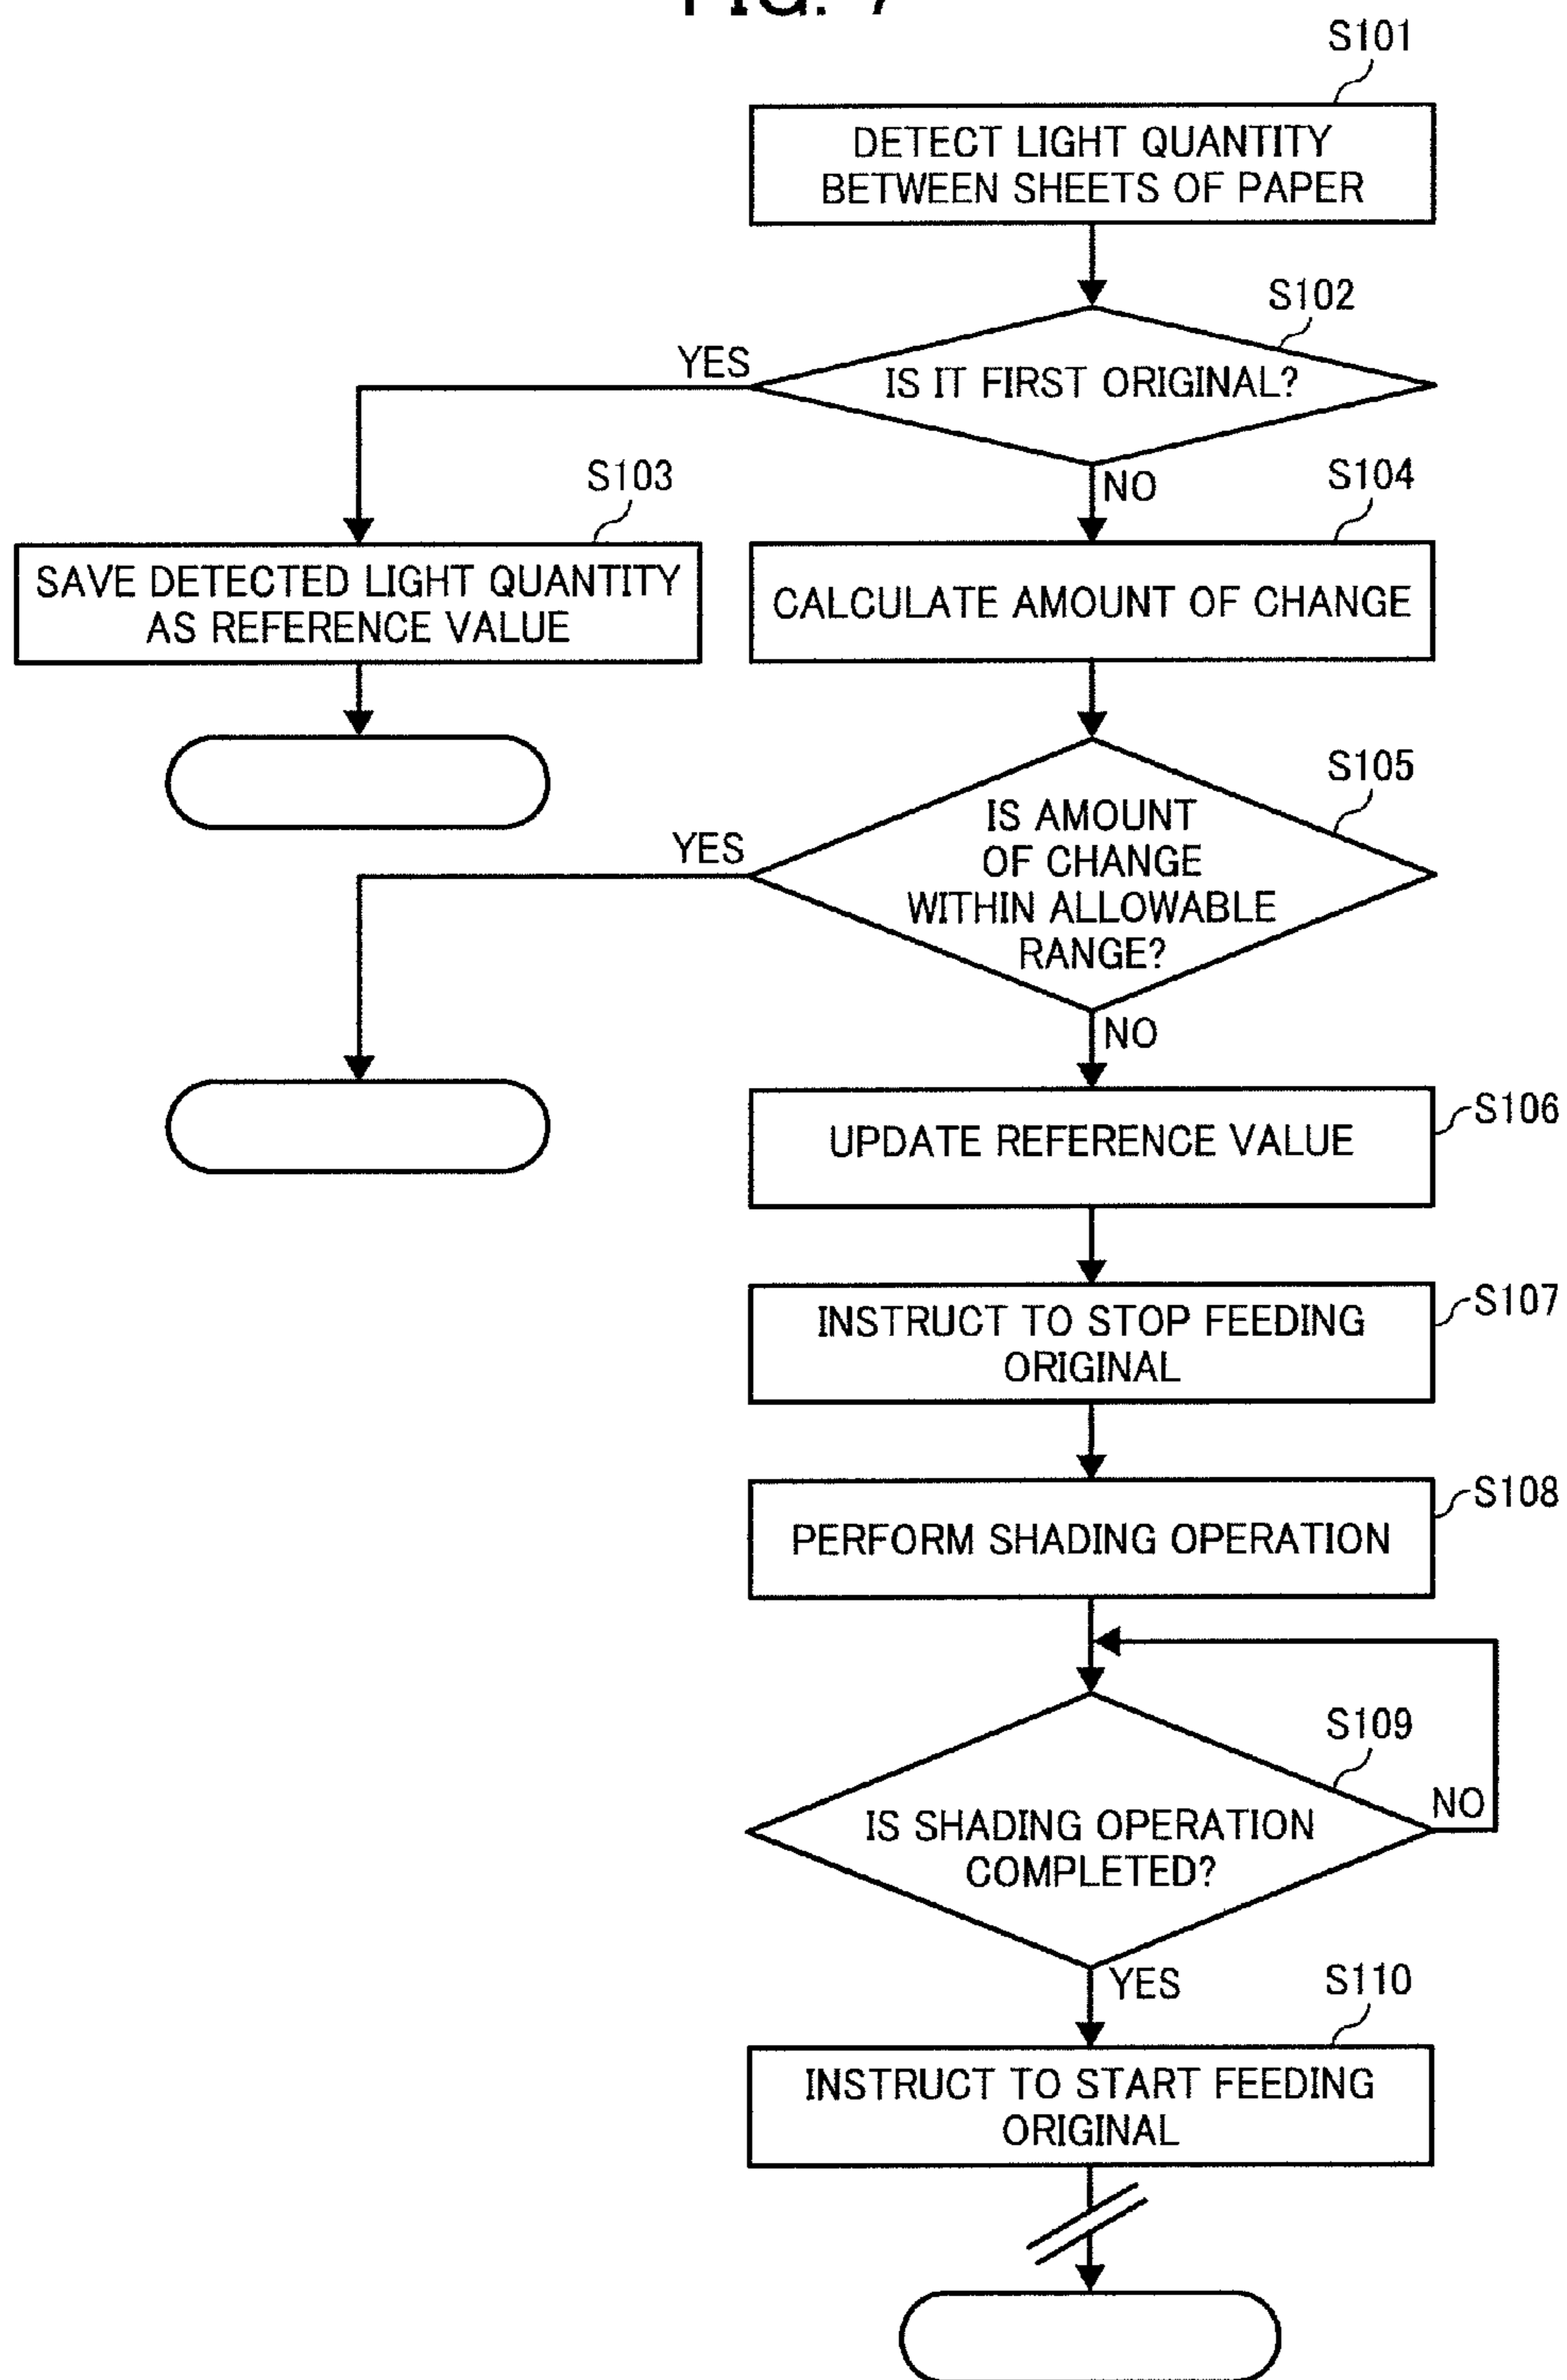 FIG. 7
S101
DETECT LIGHT QUANTITY
BETWEEN SHEETS OF PAPER
S102
YES
IS IT FIRST ORIGINAL?
NO
S103
S104
SAVE DETECTED LIGHT QUANTITY
AS REFERENCE VALUE
CALCULATE AMOUNT OF CHANGE
S105
YES
IS AMOUNT
OF CHANGE
WITHIN ALLOWABLE
RANGE?
NO
S106
UPDATE REFERENCE VALUE
S107
INSTRUCT TO STOP FEEDING
ORIGINAL
S108
PERFORM SHADING OPERATION
S109
NO
IS SHADING OPERATION
COMPLETED?
YES
S110
INSTRUCT TO START FEEDING
ORIGINAL